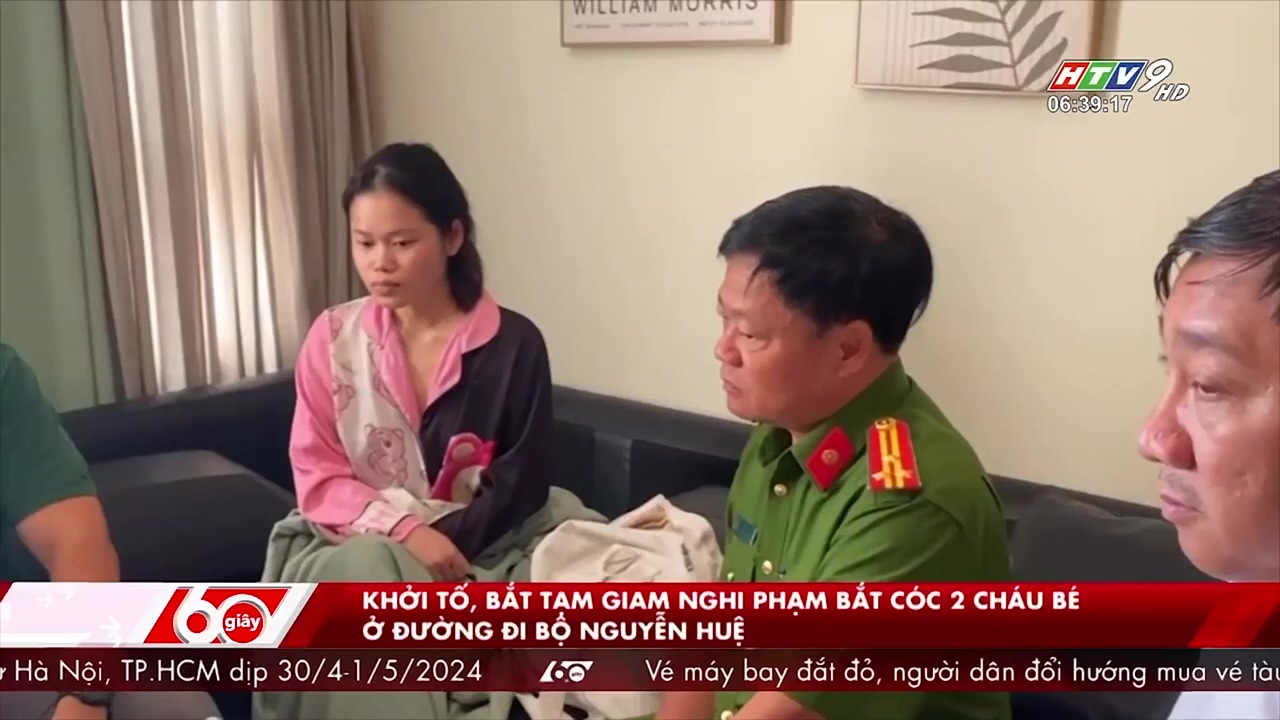 WILLIAM MORRIS
HTV9 HD
06:39:17
60 giây
KHỞI TỐ, BẮT TẠM GIAM NGHI PHẠM BẮT CÓC 2 CHÁU BÉ
Ở ĐƯỜNG ĐI BỘ NGUYỄN HUỆ
Hà Nội, TP.HCM dịp 30/4-1/5/2024 60 giây Vé máy bay đắt đỏ, người dân đổi hướng mua vé